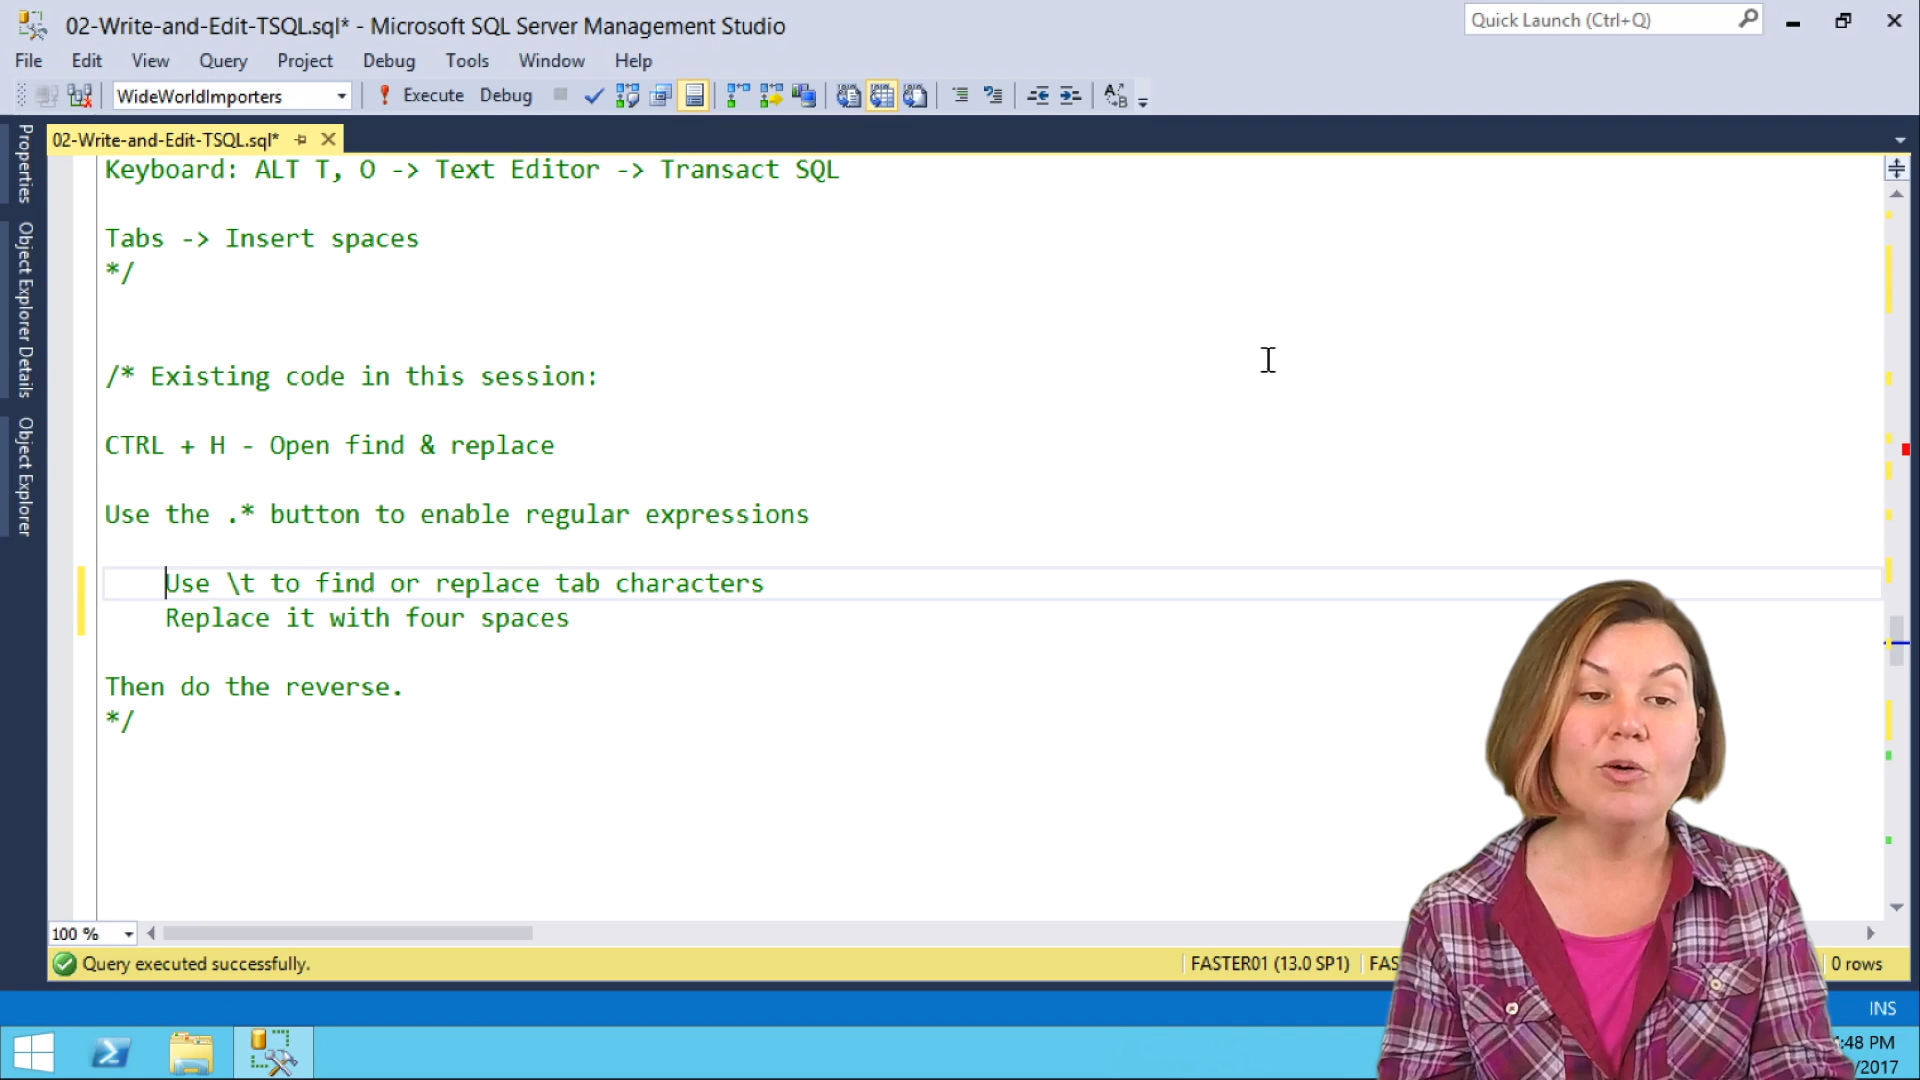 02-Write-and-Edit-TSQL.sql* - Microsoft SQL Server Management Studio
Quick Launch (Ctrl+Q)
File Edit View Query Project Debug Tools Window Help
WideWorldImporters
Execute Debug
02-Write-and-Edit-TSQL.sql*
Properties
Object Explorer Details
Object Explorer
Keyboard: ALT T, O -> Text Editor -> Transact SQL
Tabs -> Insert spaces
*/
/* Existing code in this session:
CTRL + H - Open find & replace
Use the .* button to enable regular expressions
Use \t to find or replace tab characters
Replace it with four spaces
Then do the reverse.
*/
100 %
Query executed successfully.
FASTER01 (13.0 SP1)
FAS
0 rows
INS
:48 PM
/2017